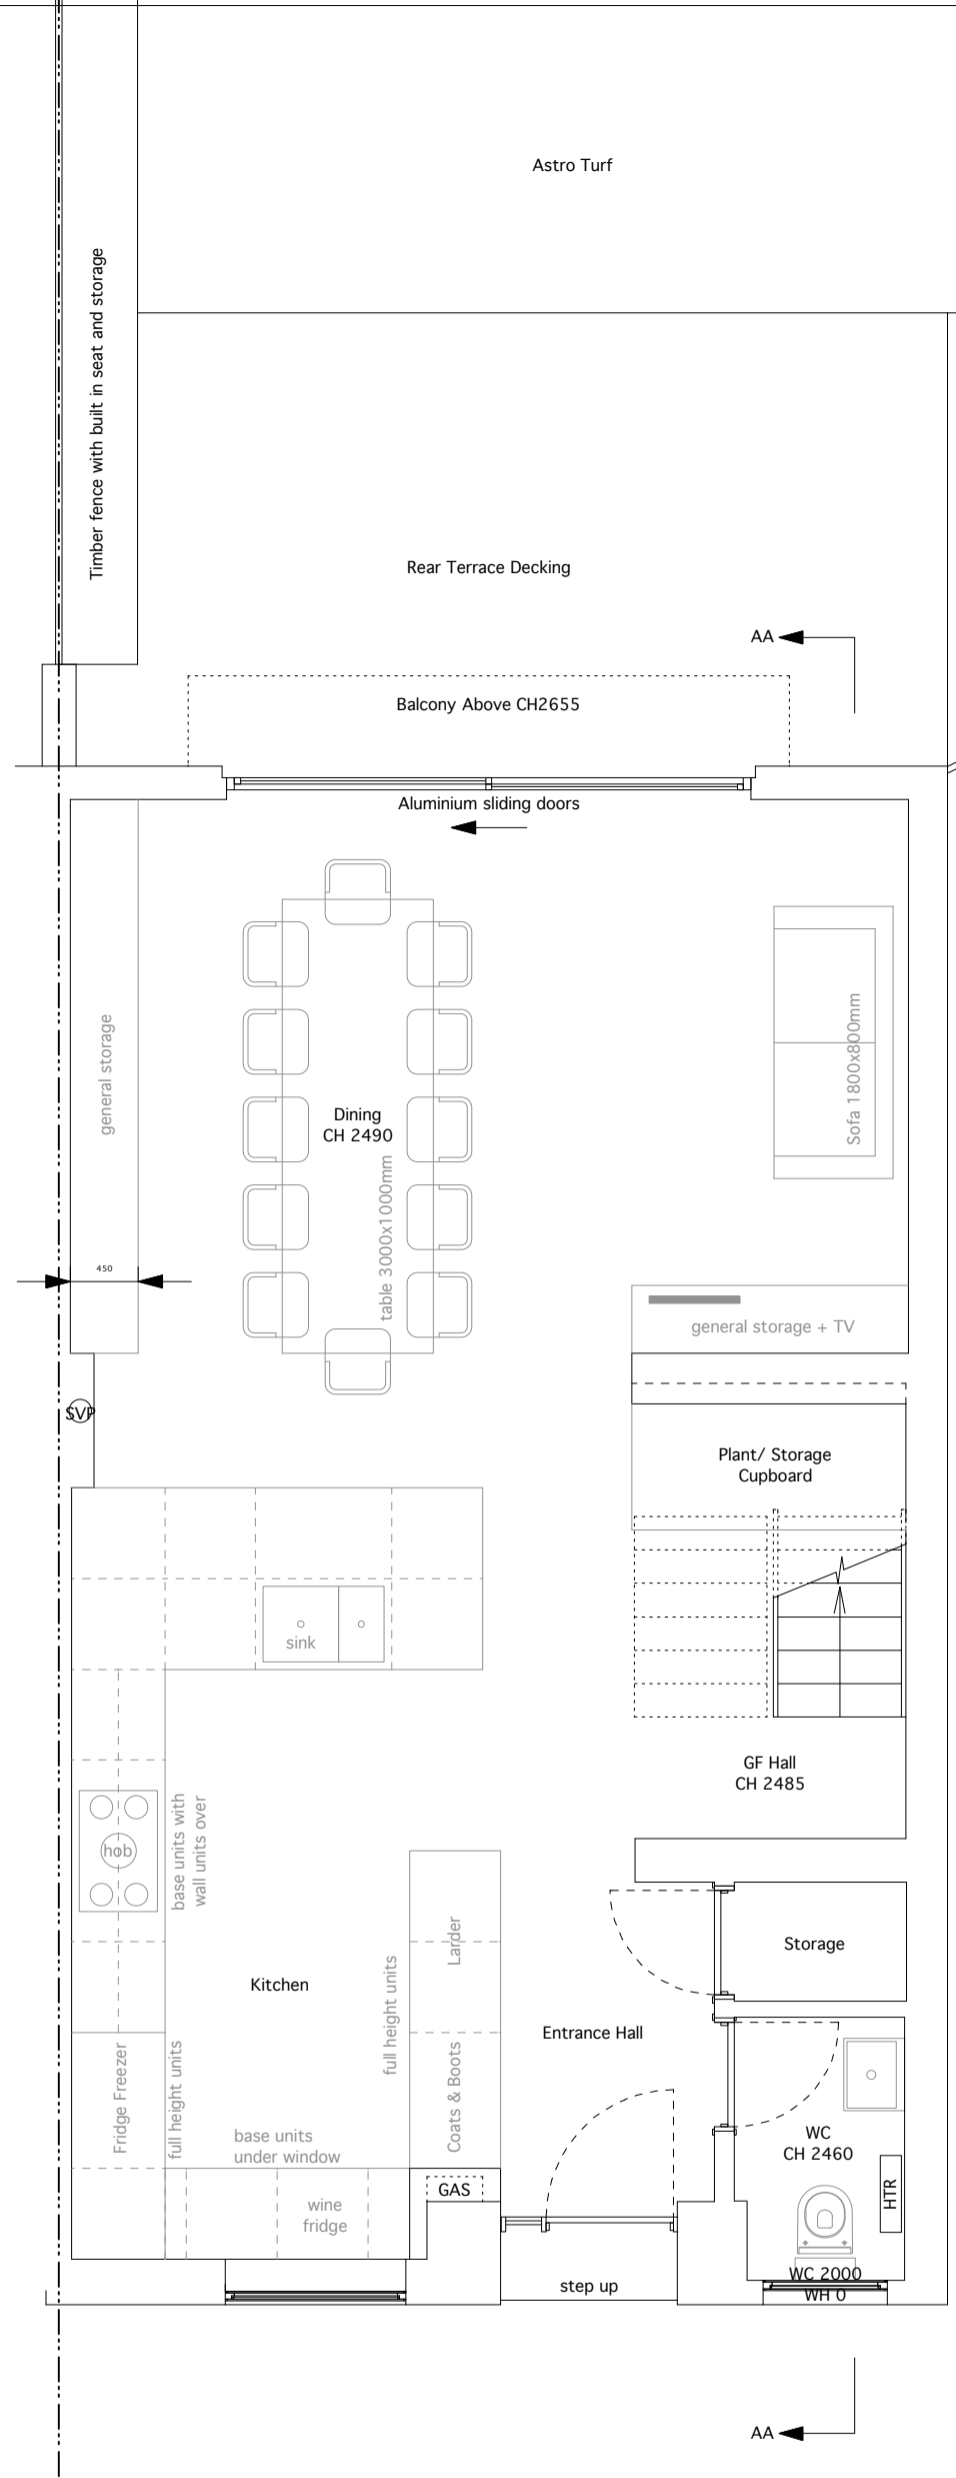 Astro Turf
Timber fence with built in seat and storage
Rear Terrace Decking
AA
Balcony Above CH2655
Aluminium sliding doors
general storage
Dining
CH 2490
table 3000x1000mm
Sofa 1800x800mm
450
general storage + TV
SVP
Plant/ Storage
Cupboard
sink
GF Hall
CH 2485
hob
base units with
wall units over
Larder
Storage
Kitchen
full height units
Entrance Hall
Fridge Freezer
full height units
Coats & Boots
base units
under window
WC
CH 2460
GAS
HTR
wine
fridge
WC 2000
WH 0
step up
AA